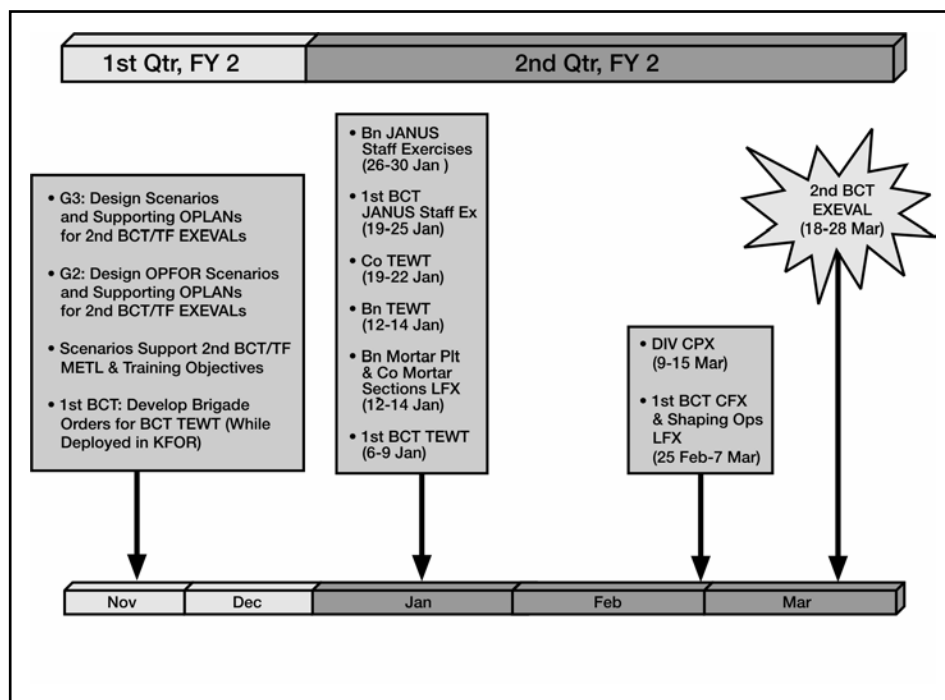 1st Qtr, FY 2
2nd Qtr, FY 2
• G3: Design Scenarios
and Supporting OPLANs
for 2nd BCT/TF EXEVALs
• G2: Design OPFOR Scenarios
and Supporting OPLANs
for 2nd BCT/TF EXEVALs
• Scenarios Support 2nd BCT/TF
METL & Training Objectives
• 1st BCT: Develop Brigade
Orders for BCT TEWT (While
Deployed in KFOR)
• Bn JANUS
Staff Exercises
(26-30 Jan )
• 1st BCT
JANUS Staff Ex
(19-25 Jan)
• Co TEWT
(19-22 Jan)
• Bn TEWT
(12-14 Jan)
• Bn Mortar Plt
& Co Mortar
Sections LFX
(12-14 Jan)
• 1st BCT TEWT
(6-9 Jan)
• DIV CPX
(9-15 Mar)
• 1st BCT CFX
& Shaping Ops
LFX
(25 Feb-7 Mar)
2nd BCT
EXEVAL
(18-28 Mar)
Nov
Dec
Jan
Feb
Mar